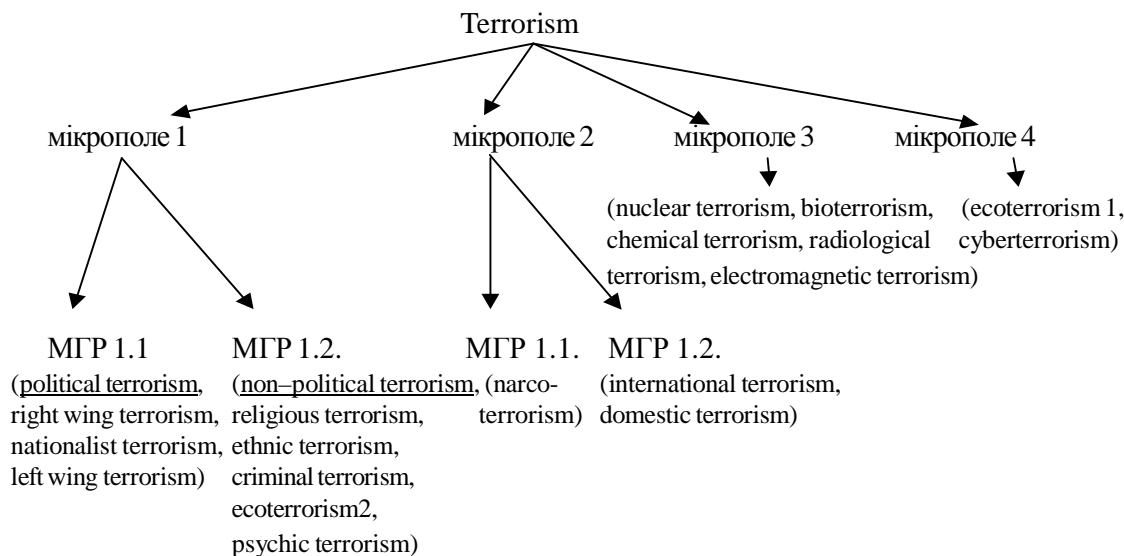 Terrorism
мікрополе 1
мікрополе 2
мікрополе 3
мікрополе 4
(nuclear terrorism, bioterrorism,
chemical terrorism, radiological
terrorism, electromagnetic terrorism)
(ecoterrorism 1,
cyberterrorism)
МГР 1.1
(political terrorism,
right wing terrorism,
nationalist terrorism,
left wing terrorism)
МГР 1.2.
(non–political terrorism,
religious terrorism,
ethnic terrorism,
criminal terrorism,
ecoterrorism2,
psychic terrorism)
МГР 1.1.
(narco-
terrorism)
МГР 1.2.
(international terrorism,
domestic terrorism)